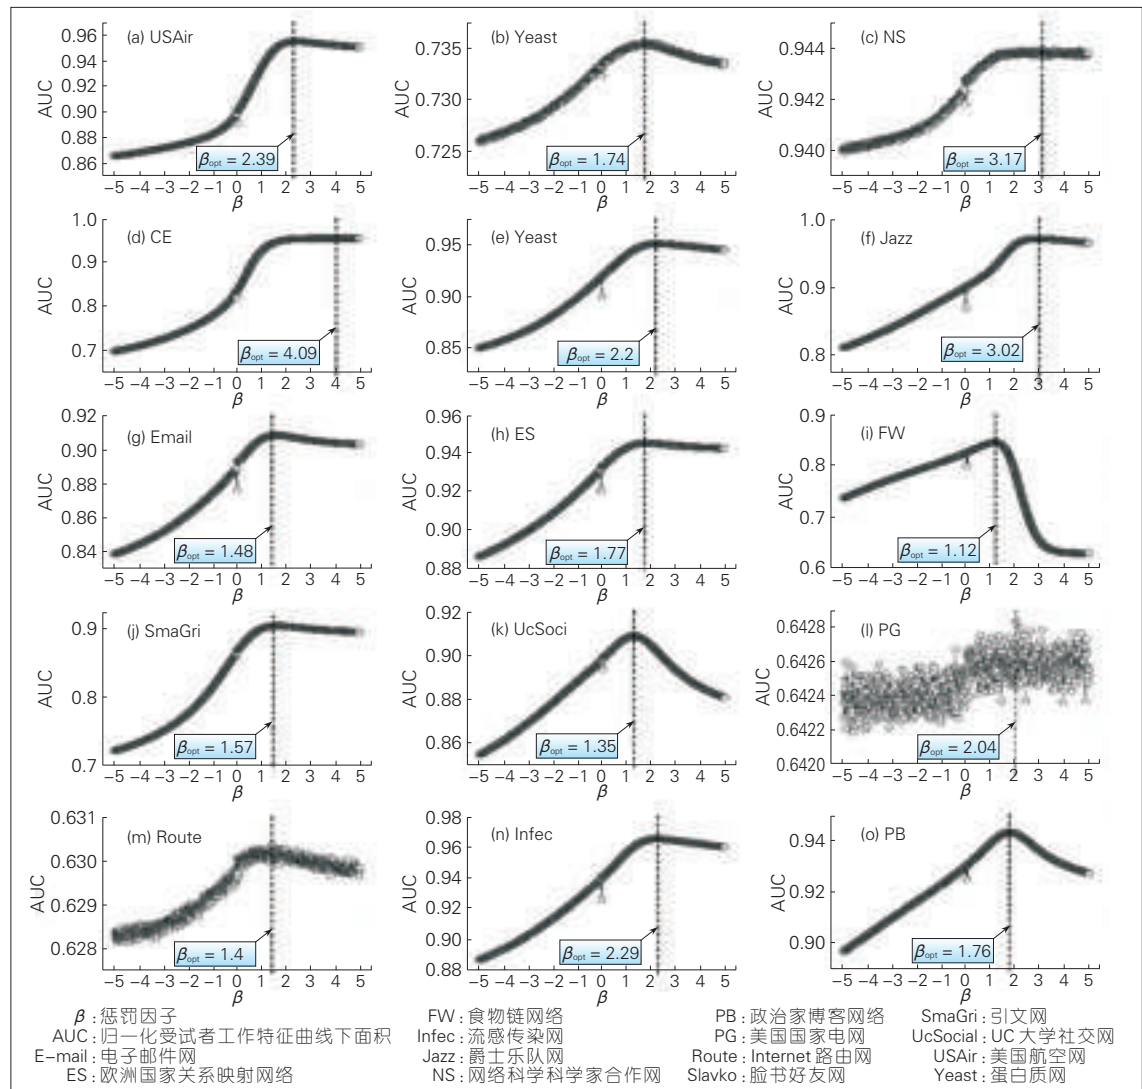 (a) USAir
AUC
0.96
0.95
0.94
0.92
0.90
0.88
0.86
βopt = 2.39
−5 −4 −3 −2 −1 0 1 2 3 4 5
β
(b) Yeast
AUC
0.735
0.730
0.725
βopt = 1.74
−5 −4 −3 −2 −1 0 1 2 3 4 5
β
(c) NS
AUC
0.944
0.942
0.940
βopt = 3.17
−5 −4 −3 −2 −1 0 1 2 3 4 5
β
(d) CE
AUC
1.0
0.9
0.8
0.7
βopt = 4.09
−5 −4 −3 −2 −1 0 1 2 3 4 5
β
(e) Yeast
AUC
0.95
0.90
0.85
βopt = 2.2
−5 −4 −3 −2 −1 0 1 2 3 4 5
β
(f) Jazz
AUC
1.0
0.9
0.8
βopt = 3.02
−5 −4 −3 −2 −1 0 1 2 3 4 5
β
(g) Email
AUC
0.92
0.90
0.88
0.86
0.84
βopt = 1.48
−5 −4 −3 −2 −1 0 1 2 3 4 5
β
(h) ES
AUC
0.96
0.94
0.92
0.90
0.88
βopt = 1.77
−5 −4 −3 −2 −1 0 1 2 3 4 5
β
(i) FW
AUC
0.9
0.8
0.7
0.6
βopt = 1.12
−5 −4 −3 −2 −1 0 1 2 3 4 5
β
(j) SmaGri
AUC
0.9
0.8
0.7
βopt = 1.57
−5 −4 −3 −2 −1 0 1 2 3 4 5
β
(k) UcSoci
AUC
0.92
0.90
0.88
0.86
βopt = 1.35
−5 −4 −3 −2 −1 0 1 2 3 4 5
β
(l) PG
AUC
0.6428
0.6426
0.6424
0.6422
0.6420
βopt = 2.04
−5 −4 −3 −2 −1 0 1 2 3 4 5
β
(m) Route
AUC
0.631
0.630
0.629
0.628
βopt = 1.4
−5 −4 −3 −2 −1 0 1 2 3 4 5
β
(n) Infec
AUC
0.98
0.96
0.94
0.92
0.90
0.88
βopt = 2.29
−5 −4 −3 −2 −1 0 1 2 3 4 5
β
(o) PB
AUC
0.94
0.92
0.90
βopt = 1.76
−5 −4 −3 −2 −1 0 1 2 3 4 5
β
β:惩罚因子
AUC:归一化受试者工作特征曲线下面积
E-mail:电子邮件网
ES:欧洲国家关系映射网络
FW:食物链网络
Infec:流感传染网
Jazz:爵士乐队网
NS:网络科学科学家合作网
PB:政治家博客网络
PG:美国国家电网
Route:Internet 路由网
Slavko:脸书好友网
SmaGri:引文网
UcSocial:UC 大学社交网
USAir:美国航空网
Yeast:蛋白质网